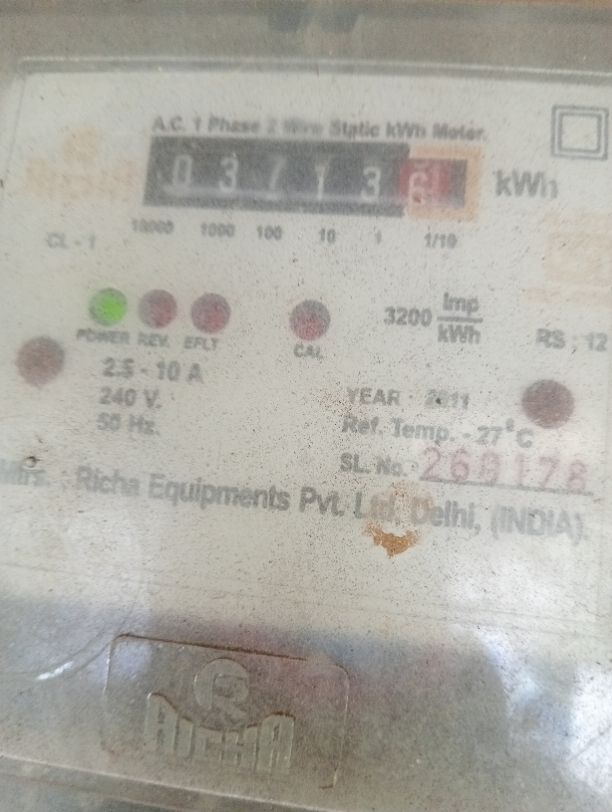 A.C. 1 Phase 2 Wire Static kWh Meter
0 3 7 1 3 6 kWh
10000 1000 100 10 1 1/10
CL - 1
3200 Imp/kWh
POWER REV. EFLT CAL
RS : 12
2.5 - 10 A
240 V.
50 Hz.
YEAR - 2011
Ref. Temp. - 27°C
SL. No.
Mfrs. Richa Equipments Pvt. Ltd. Delhi, (INDIA).
R
RICHA